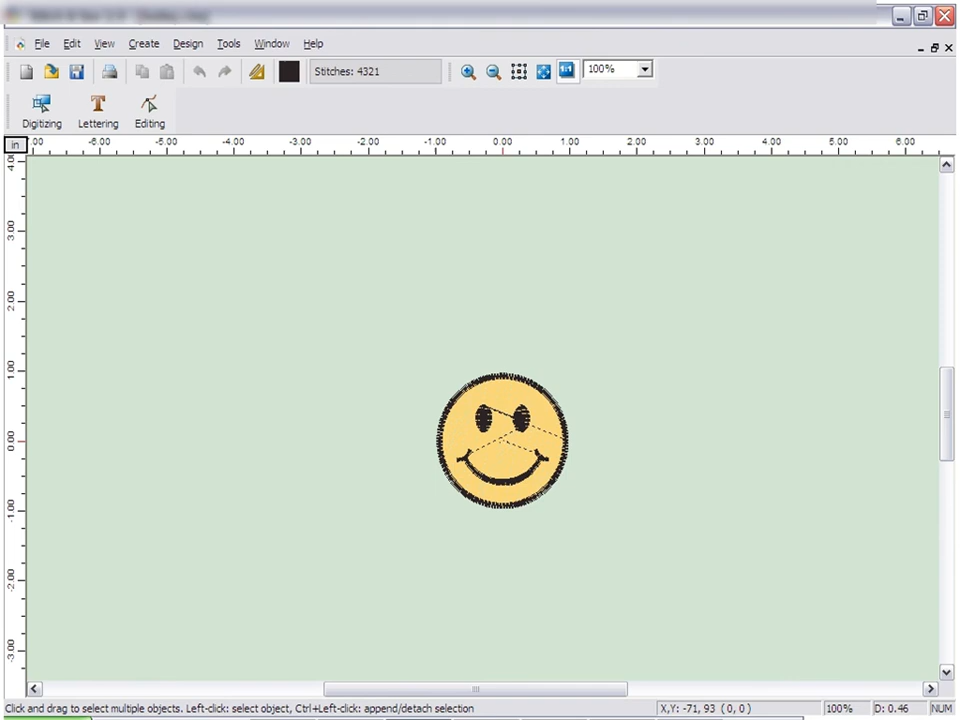 File Edit View Create Design Tools Window Help
Stitches: 4321 100%
Digitizing Lettering Editing
in .00 -6.00 -5.00 -4.00 -3.00 -2.00 -1.00 0.00 1.00 2.00 3.00 4.00 5.00 6.00
4.00
3.00
2.00
1.00
0.00
-1.00
-2.00
-3.00
Click and drag to select multiple objects. Left-click: select object, Ctrl+Left-click: append/detach selection X,Y: -71, 93 (0, 0) 100% D: 0.46 NUM